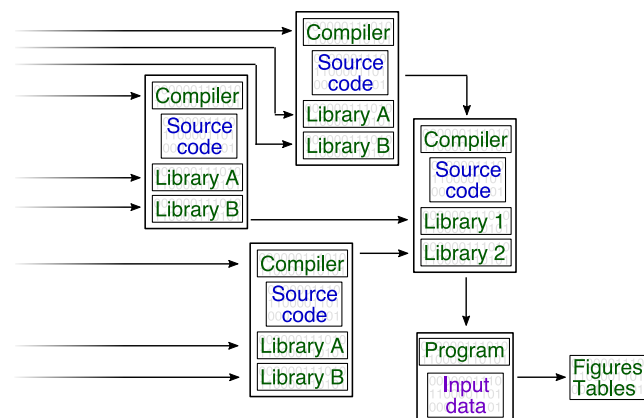 Compiler
Source
code
Library A
Library B
Compiler
Source
code
Library A
Library B
Compiler
Source
code
Library 1
Library 2
Compiler
Source
code
Library A
Library B
Program
Input
data
Figures
Tables